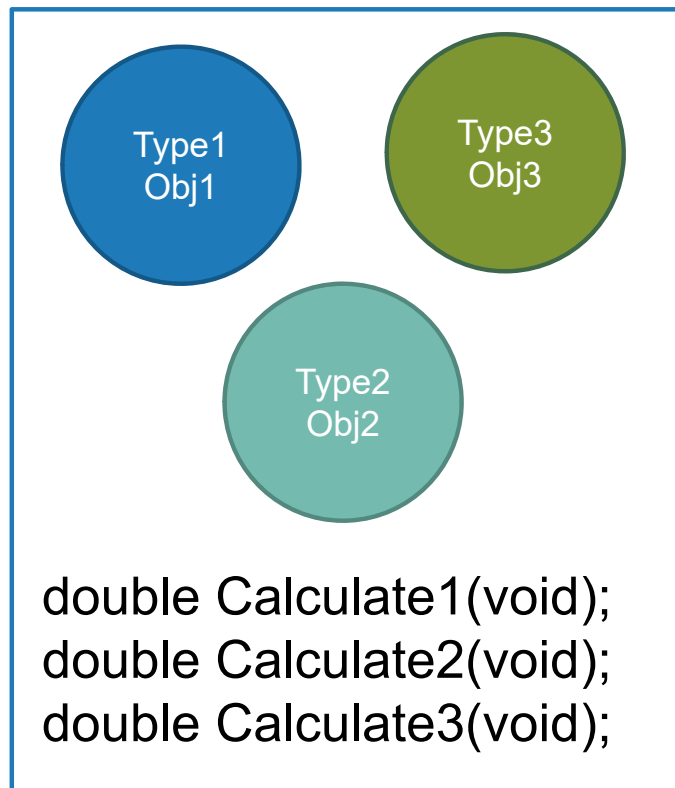 Type1
Obj1
Type3
Obj3
Type2
Obj2
double Calculate1(void);
double Calculate2(void);
double Calculate3(void);